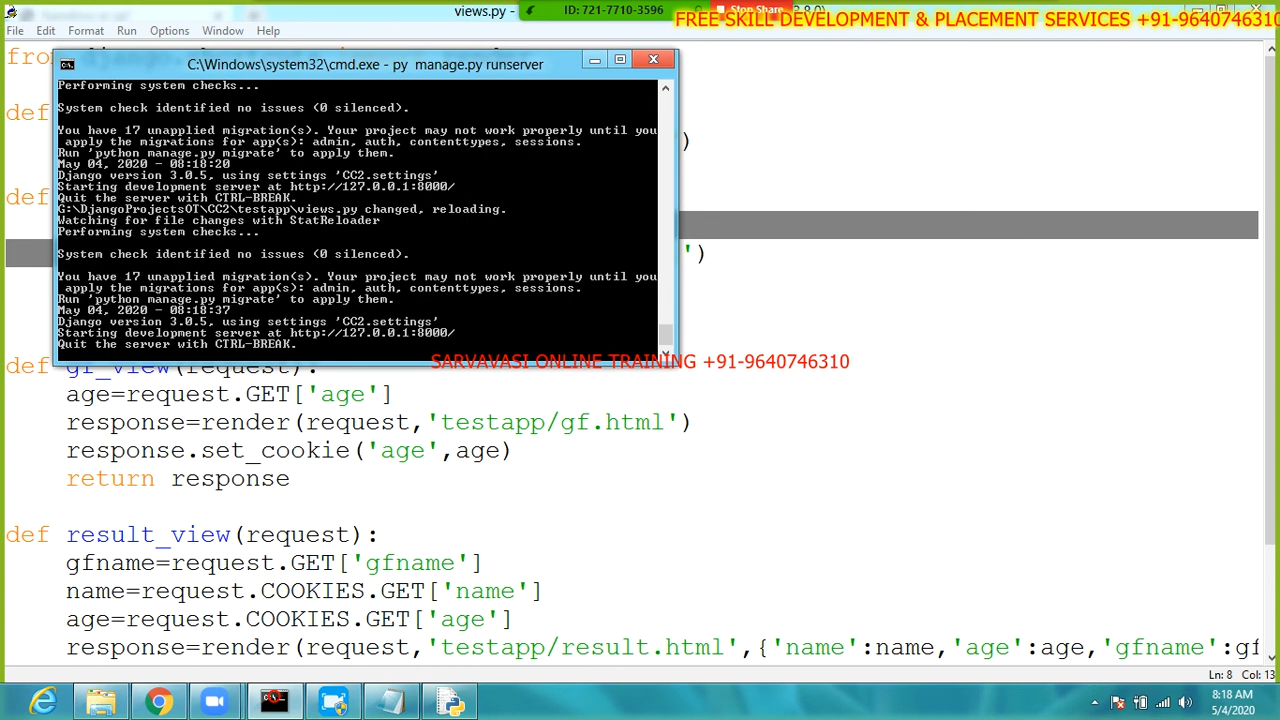 views.py -
ID: 721-7710-3596
Stop Share
FREE SKILL DEVELOPMENT & PLACEMENT SERVICES +91-9640746310
File Edit Format Run Options Window Help
C:\Windows\system32\cmd.exe - py manage.py runserver
Performing system checks...
System check identified no issues (0 silenced).
You have 17 unapplied migration(s). Your project may not work properly until you
apply the migrations for app(s): admin, auth, contenttypes, sessions.
Run 'python manage.py migrate' to apply them.
May 04, 2020 - 08:18:20
Django version 3.0.5, using settings 'CC2.settings'
Starting development server at http://127.0.0.1:8000/
Quit the server with CTRL-BREAK.
G:\DjangoProjectsOT\CC2\testapp\views.py changed, reloading.
Watching for file changes with StatReloader
Performing system checks...
System check identified no issues (0 silenced).
You have 17 unapplied migration(s). Your project may not work properly until you
apply the migrations for app(s): admin, auth, contenttypes, sessions.
Run 'python manage.py migrate' to apply them.
May 04, 2020 - 08:18:37
Django version 3.0.5, using settings 'CC2.settings'
Starting development server at http://127.0.0.1:8000/
Quit the server with CTRL-BREAK.
SARVAVASI ONLINE TRAINING +91-9640746310
def
)
def
')
def gf_view(request):
age=request.GET['age']
response=render(request,'testapp/gf.html')
response.set_cookie('age',age)
return response
def result_view(request):
gfname=request.GET['gfname']
name=request.COOKIES.GET['name']
age=request.COOKIES.GET['age']
response=render(request,'testapp/result.html',{'name':name,'age':age,'gfname':gf
Ln: 8 Col: 13
8:18 AM
5/4/2020